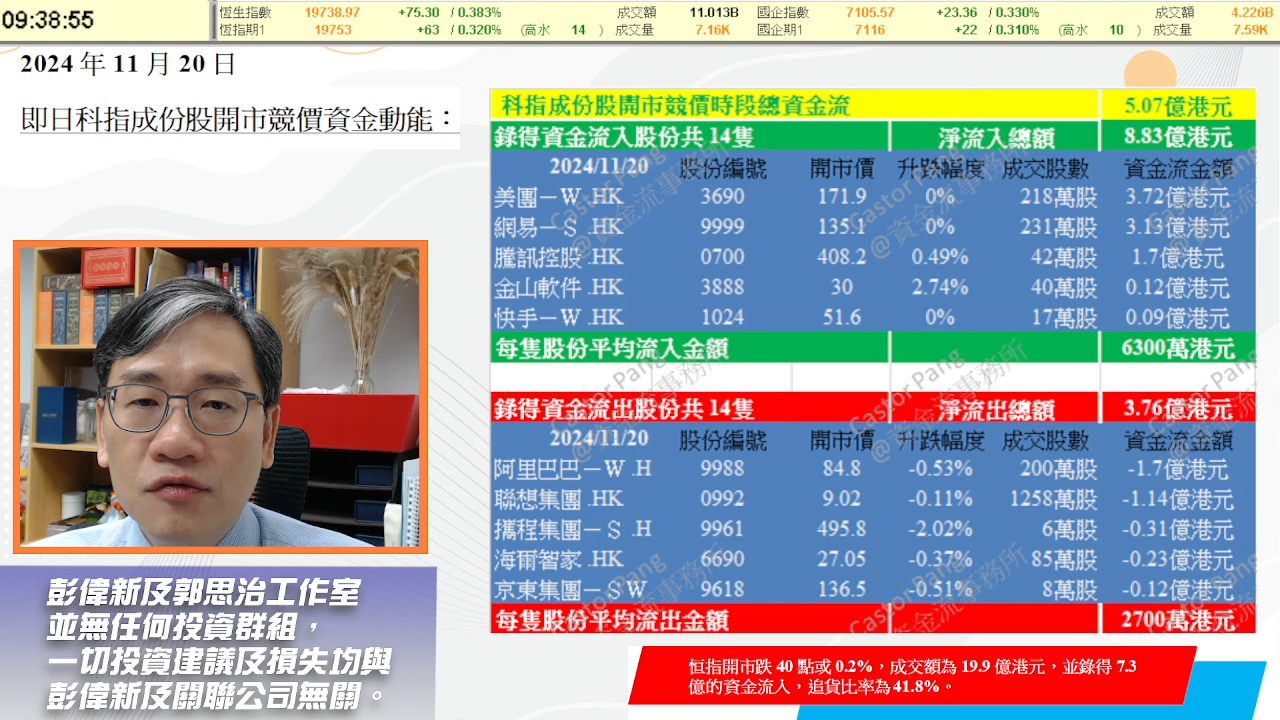 09:38:55
恆生指數 19738.97 +75.30 / 0.383% 成交額 11.013B 國企指數 7105.57 +23.36 / 0.330% 成交額 4.226B
恆指期1 19753 +63 / 0.320% (高水 14 ) 成交量 7.16K 國企期1 7116 +22 / 0.310% (高水 10 ) 成交量 7.59K
2024 年 11 月 20 日
即日科指成份股開市競價資金動能：
科指成份股開市競價時段總資金流 5.07億港元
錄得資金流入股份共 14隻 淨流入總額 8.83億港元
2024/11/20 股份編號 開市價 升跌幅度 成交股數 資金流金額
美團－W .HK 3690 171.9 0% 218萬股 3.72億港元
網易－S .HK 9999 135.1 0% 231萬股 3.13億港元
騰訊控股 .HK 0700 408.2 0.49% 42萬股 1.7億港元
金山軟件 .HK 3888 30 2.74% 40萬股 0.12億港元
快手－W .HK 1024 51.6 0% 17萬股 0.09億港元
每隻股份平均流入金額 6300萬港元
錄得資金流出股份共 14隻 淨流出總額 3.76億港元
2024/11/20 股份編號 開市價 升跌幅度 成交股數 資金流金額
阿里巴巴－W .H 9988 84.8 -0.53% 200萬股 -1.7億港元
聯想集團 .HK 0992 9.02 -0.11% 1258萬股 -1.14億港元
攜程集團－S .H 9961 495.8 -2.02% 6萬股 -0.31億港元
海爾智家 .HK 6690 27.05 -0.37% 85萬股 -0.23億港元
京東集團－S W 9618 136.5 -0.51% 8萬股 -0.12億港元
每隻股份平均流出金額 2700萬港元
Castor Pang
@資金流事務所
彭偉新及郭思治工作室
並無任何投資群組，
一切投資建議及損失均與
彭偉新及關聯公司無關。
恆指開市跌 40 點或 0.2%，成交額為 19.9 億港元，並錄得 7.3
億的資金流入，追貨比率為 41.8%。